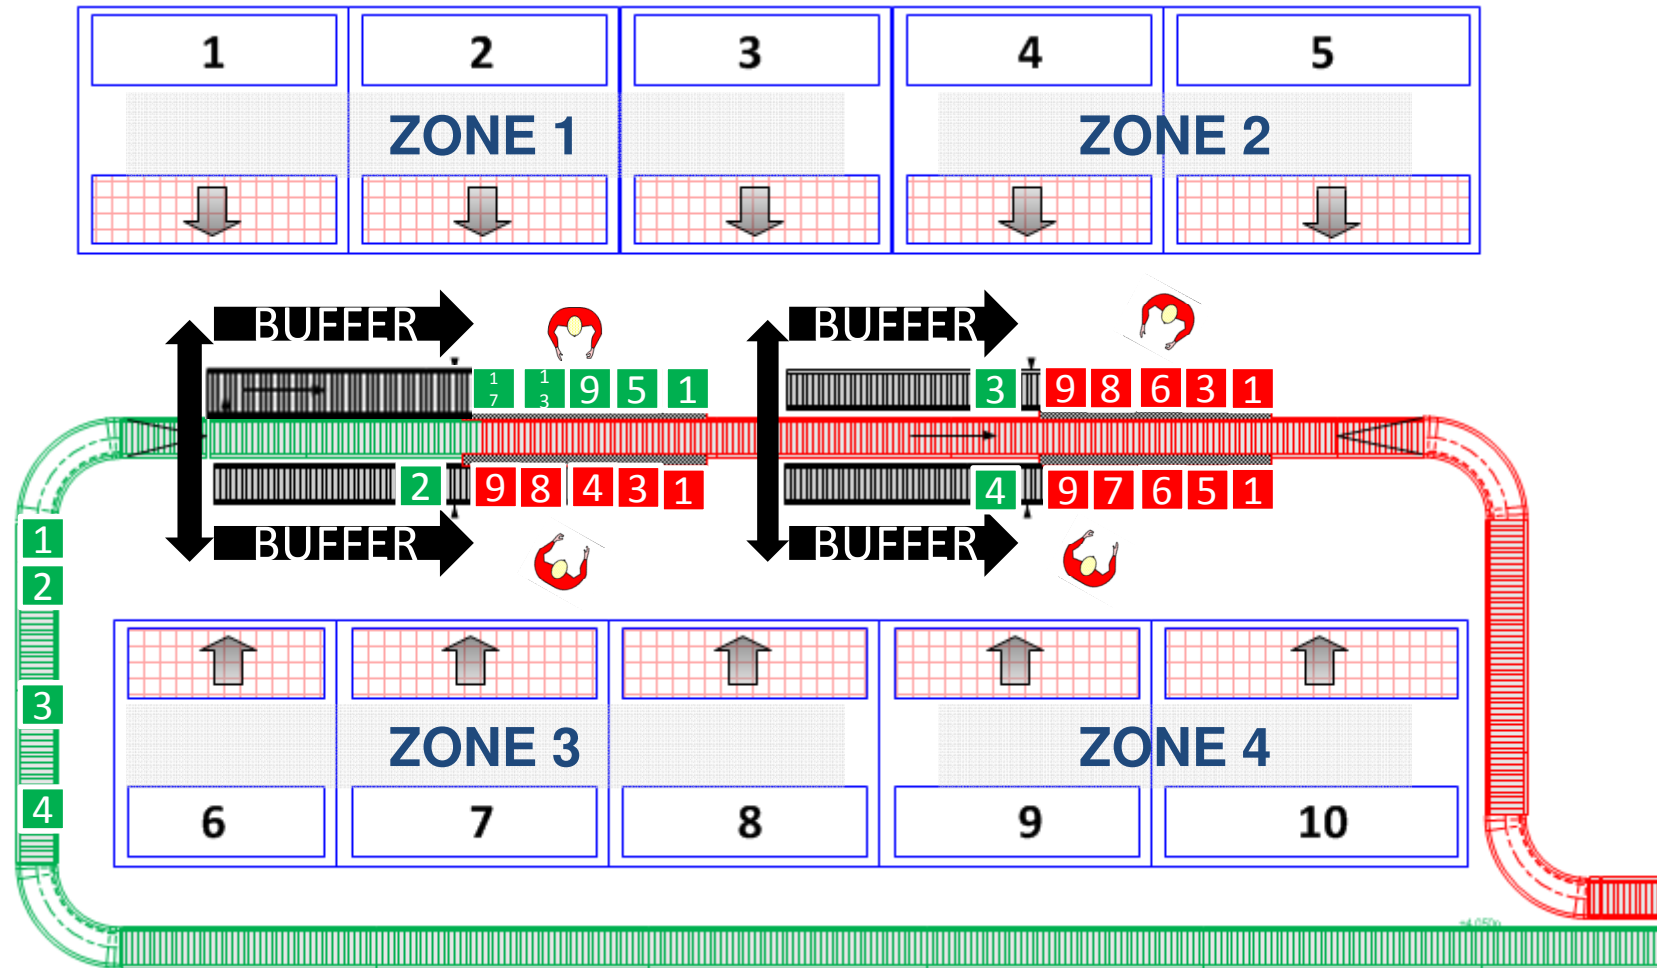 1 2 3 4 5
ZONE 1 ZONE 2
BUFFER BUFFER
17 13 9 5 1 3 9 8 6 3 1
2 9 8 4 3 1 4 9 7 6 5 1
BUFFER BUFFER
1
2
3
4
ZONE 3 ZONE 4
6 7 8 9 10